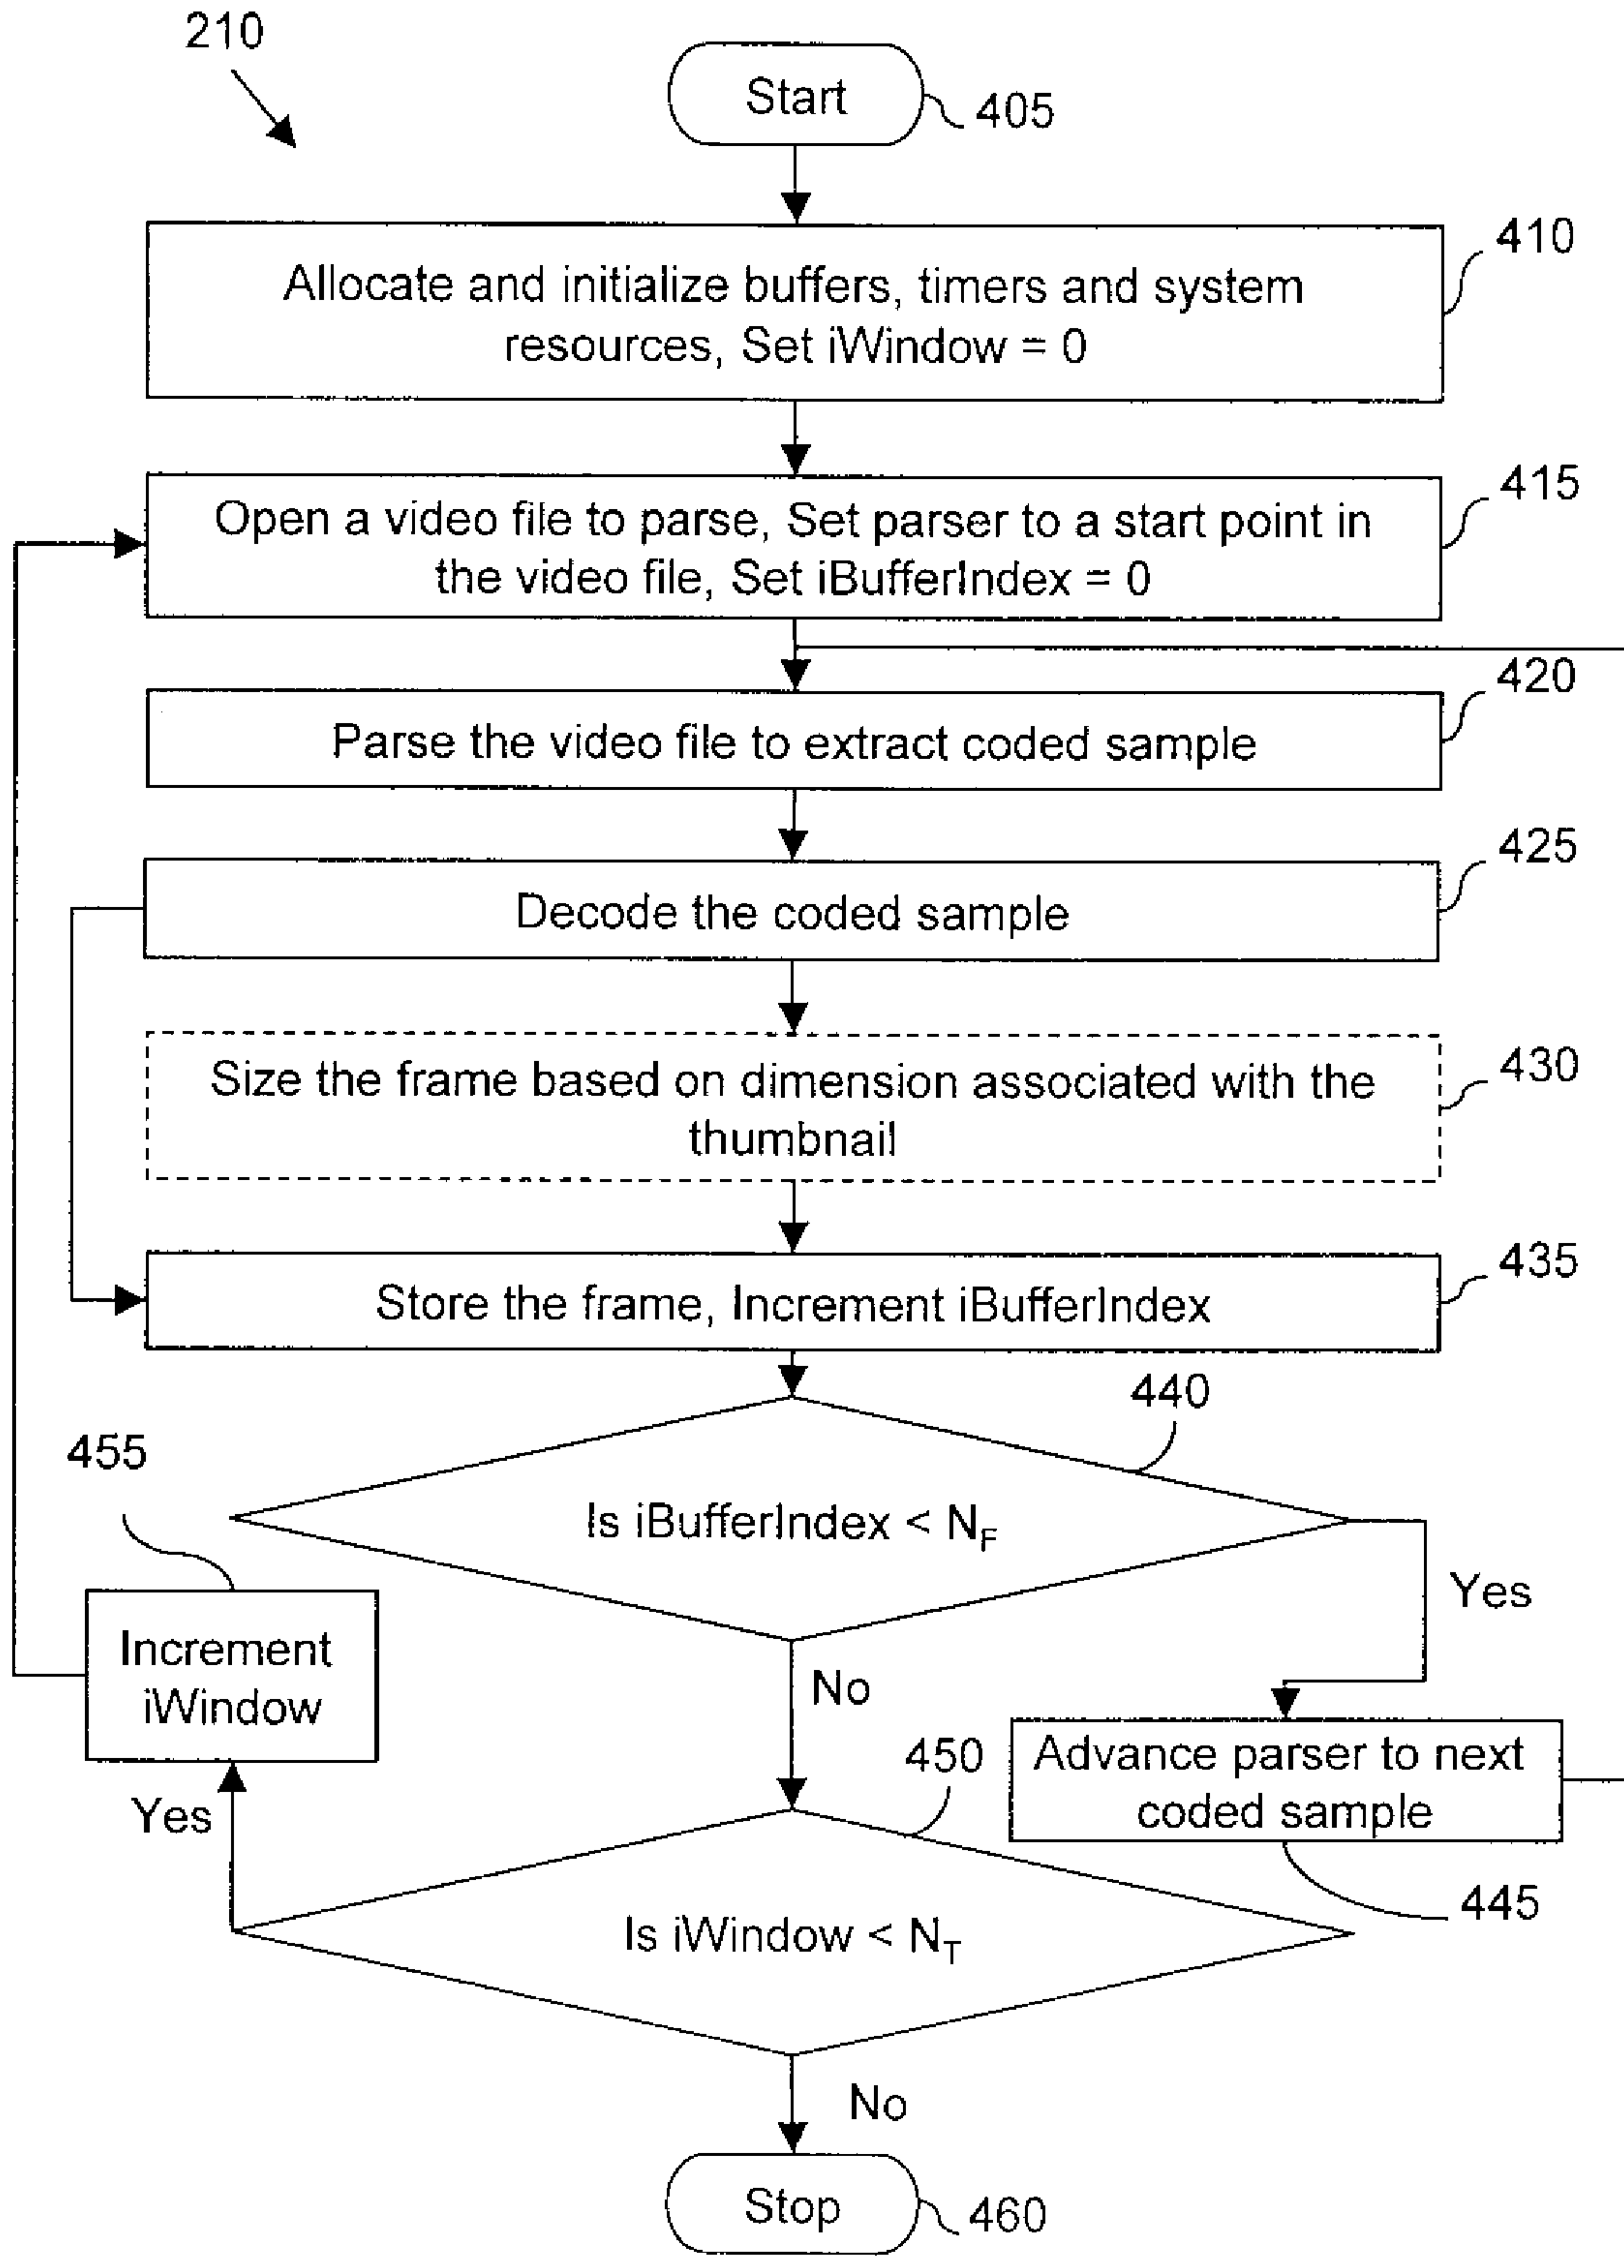 210
Start
405
410
Allocate and initialize buffers, timers and system
resources, Set iWindow = 0
415
Open a video file to parse, Set parser to a start point in
the video file, Set iBufferIndex = 0
420
Parse the video file to extract coded sample
425
Decode the coded sample
430
Size the frame based on dimension associated with the
thumbnail
435
Store the frame, Increment iBufferIndex
440
455
Is iBufferIndex < N_F
Yes
Increment
iWindow
No
450
Advance parser to next
coded sample
Yes
445
Is iWindow < N_T
No
Stop
460